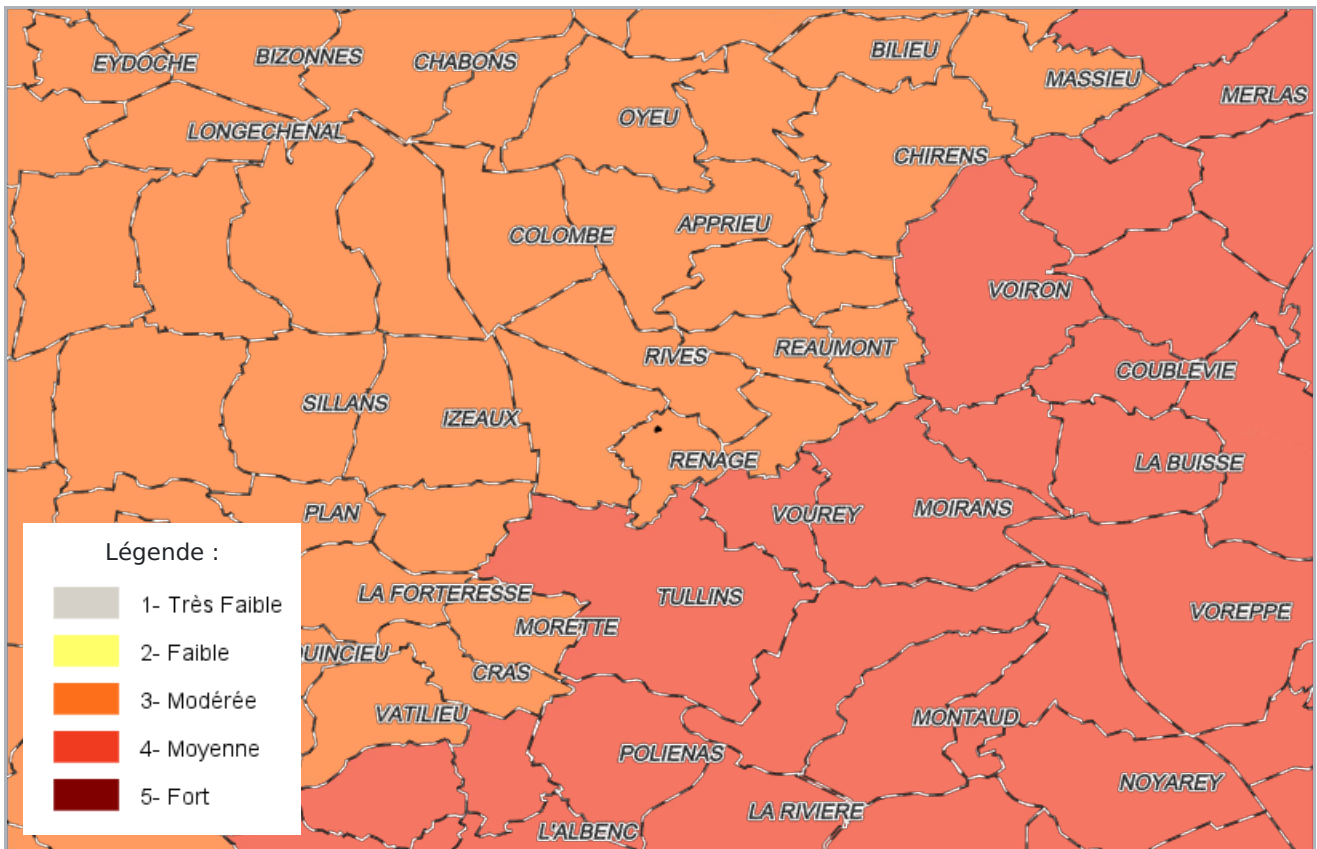 EYDOCHE
BIZONNES
CHABONS
BILIEU
MASSIEU
MERLAS
LONGECHENAL
OYEU
CHIRENS
COLOMBE
APPRIEU
VOIRON
RIVES
REAUMONT
COUBLEVIE
SILLANS
IZEAUX
RENAGE
LA BUISSE
PLAN
VOUREY
MOIRANS
LA FORTERESSE
TULLINS
VOREPPE
MORETTE
UINCIEU
CRAS
VATILIEU
MONTAUD
POLIENAS
NOYAREY
LA RIVIERE
L'ALBENC
Légende :
1- Très Faible
2- Faible
3- Modérée
4- Moyenne
5- Fort